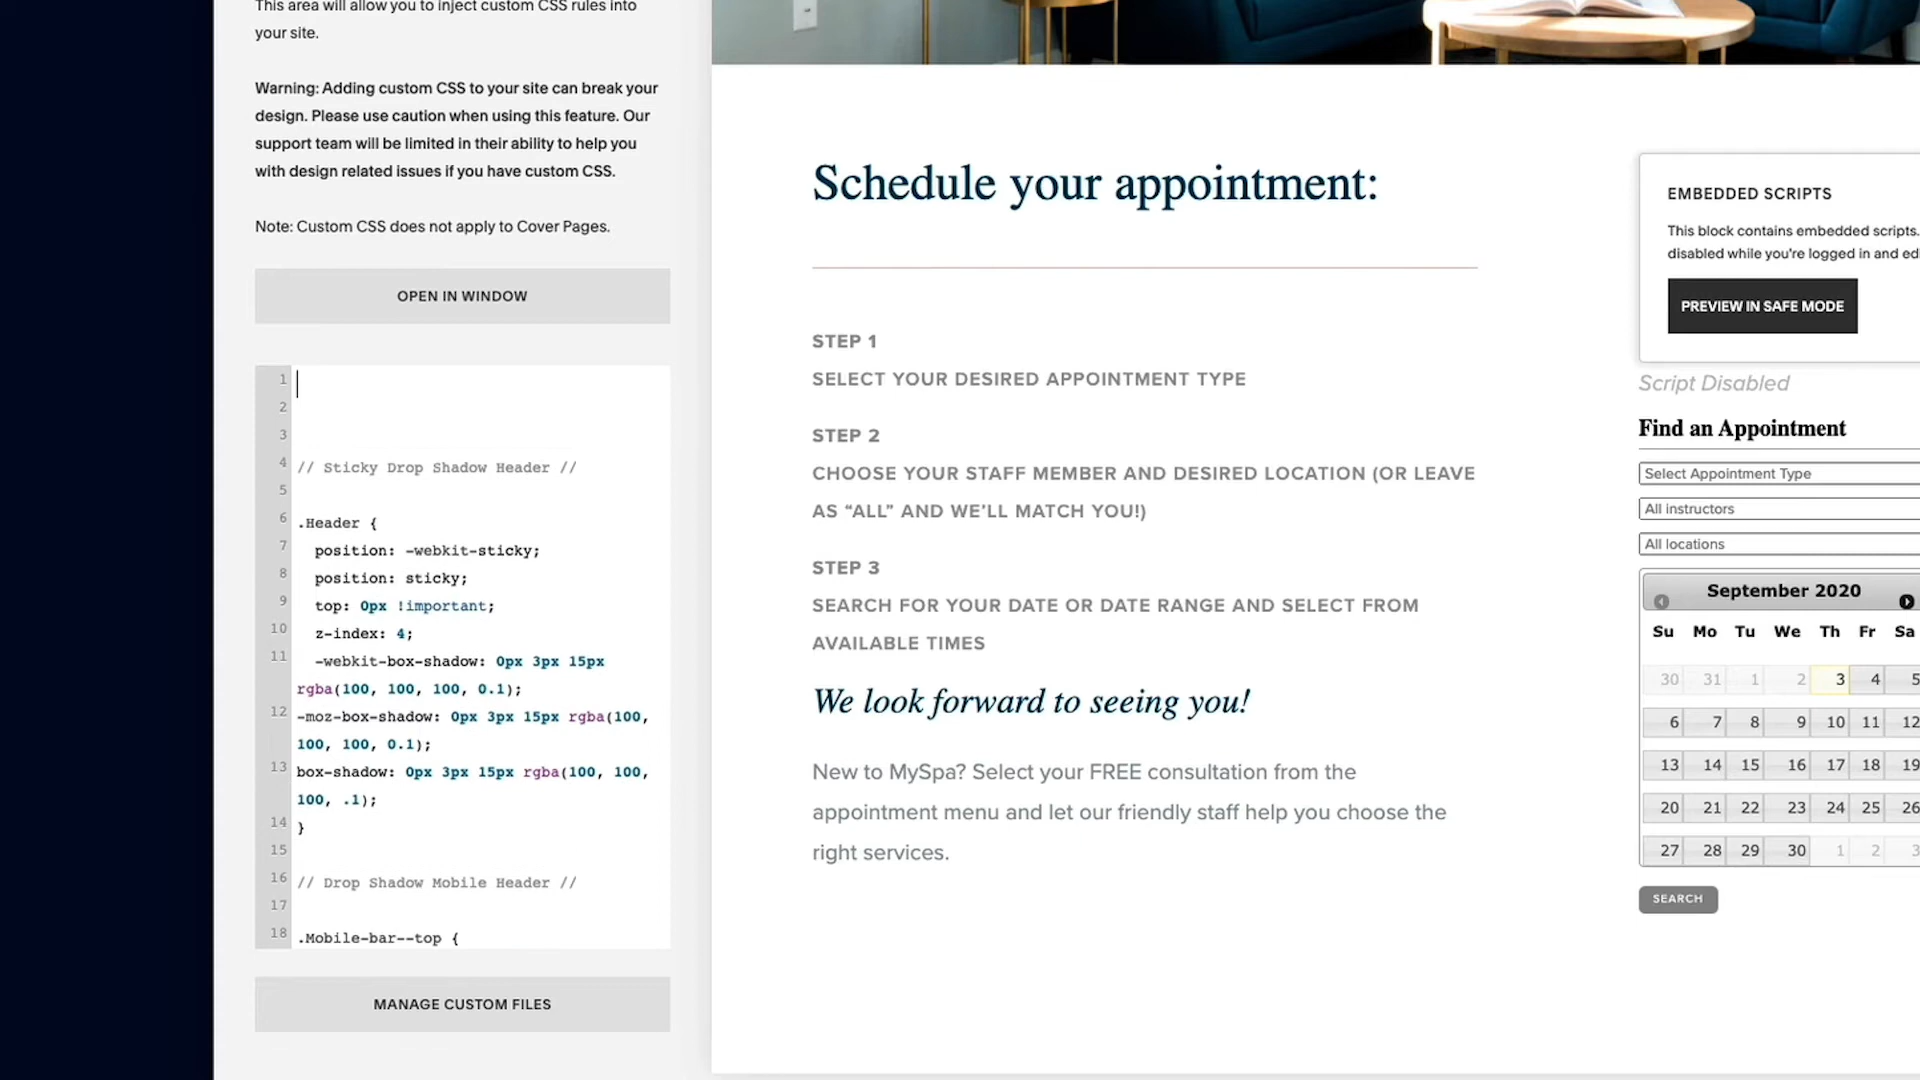 This area will allow you to inject custom CSS rules into
your site.
Warning: Adding custom CSS to your site can break your
design. Please use caution when using this feature. Our
support team will be limited in their ability to help you
with design related issues if you have custom CSS.
Note: Custom CSS does not apply to Cover Pages.
OPEN IN WINDOW
1
2
3
4 // Sticky Drop Shadow Header //
5
6 .Header {
7 position: -webkit-sticky;
8 position: sticky;
9 top: 0px !important;
10 z-index: 4;
11 -webkit-box-shadow: 0px 3px 15px
rgba(100, 100, 100, 0.1);
12 -moz-box-shadow: 0px 3px 15px rgba(100,
100, 100, 0.1);
13 box-shadow: 0px 3px 15px rgba(100, 100,
100, .1);
14 }
15
16 // Drop Shadow Mobile Header //
17
18 .Mobile-bar--top {
MANAGE CUSTOM FILES
Schedule your appointment:
STEP 1
SELECT YOUR DESIRED APPOINTMENT TYPE
STEP 2
CHOOSE YOUR STAFF MEMBER AND DESIRED LOCATION (OR LEAVE
AS “ALL” AND WE’LL MATCH YOU!)
STEP 3
SEARCH FOR YOUR DATE OR DATE RANGE AND SELECT FROM
AVAILABLE TIMES
We look forward to seeing you!
New to MySpa? Select your FREE consultation from the
appointment menu and let our friendly staff help you choose the
right services.
EMBEDDED SCRIPTS
This block contains embedded scripts.
disabled while you're logged in and
PREVIEW IN SAFE MODE
Script Disabled
Find an Appointment
Select Appointment Type
All instructors
All locations
September 2020
Su Mo Tu We Th Fr Sa
30 31 1 2 3 4 5
6 7 8 9 10 11 12
13 14 15 16 17 18 19
20 21 22 23 24 25 26
27 28 29 30 1 2 3
SEARCH